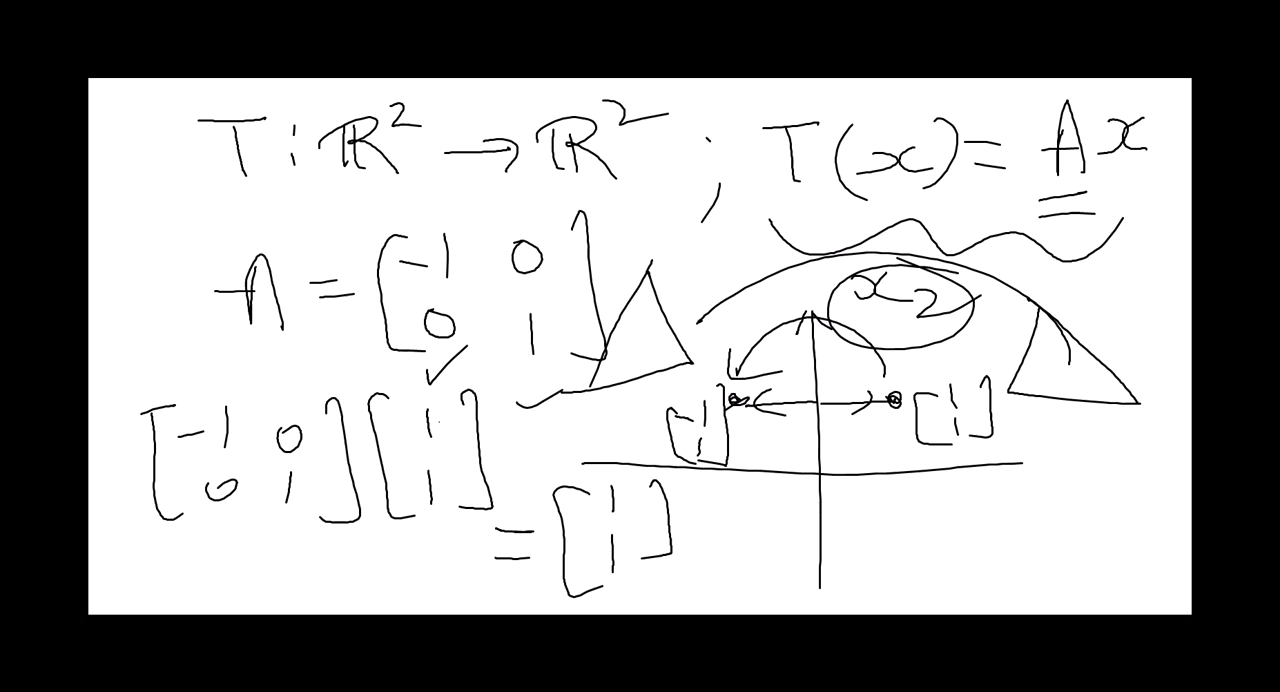 T : ℝ² → ℝ² ; T(x) = Ax
A = [-1 0
0 1]
x₂
[-1
1]
[1
1]
[-1 0
0 1] [1
1] = [1
1]